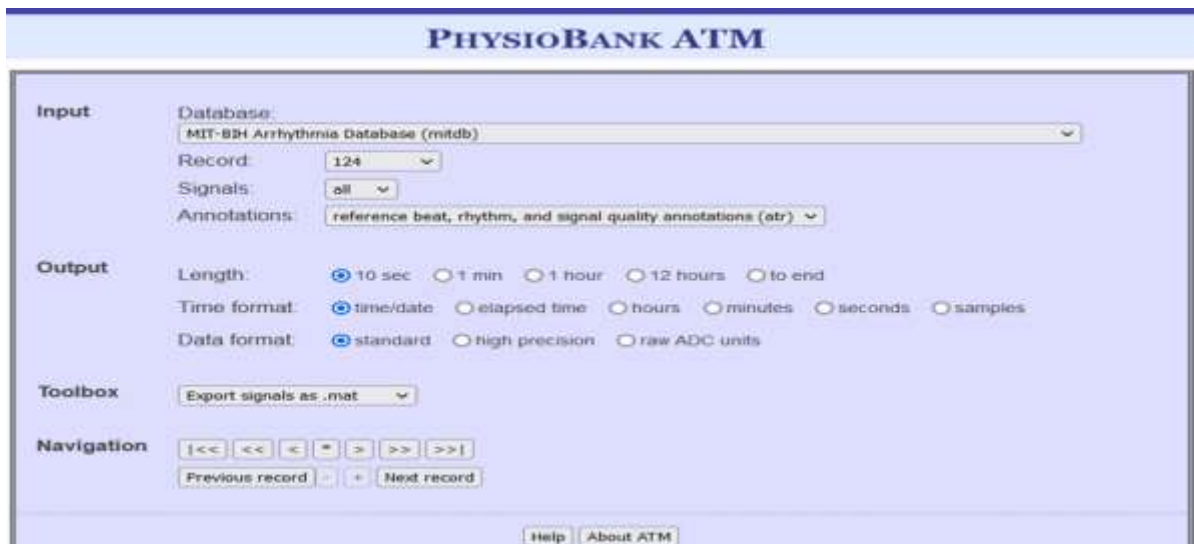 PHYSIOBANK ATM
Input
Database:
MIT-BIH Arrhythmia Database (mitdb)
Record: 124
Signals: all
Annotations: reference beat, rhythm, and signal quality annotations (atr)
Output
Length: 10 sec 1 min 1 hour 12 hours to end
Time format: time/date elapsed time hours minutes seconds samples
Data format: standard high precision raw ADC units
Toolbox Export signals as .mat
Navigation |<< << < * > >> >>|
Previous record - + Next record
Help About ATM